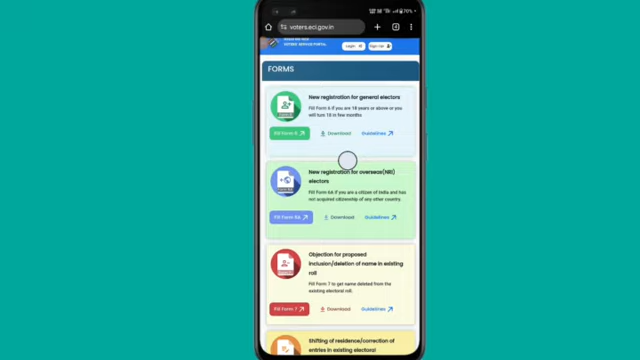 70%
voters.eci.gov.in
VOTERS' SERVICE PORTAL
Login
Sign-Up
FORMS
New registration for general electors
Fill Form 6 if you are 18 years or above or you
will turn 18 in few months
Fill Form 6
Download
Guidelines
New registration for overseas(NRI)
electors
Fill Form 6A if you are a citizen of India and has
not acquired citizenship of any other country.
Fill Form 6A
Download
Guidelines
Objection for proposed
inclusion/deletion of name in existing
roll
Fill Form 7 to get name deleted from the
existing electoral roll.
Fill Form 7
Download
Guidelines
Shifting of residence/correction of
entries in existing electoral